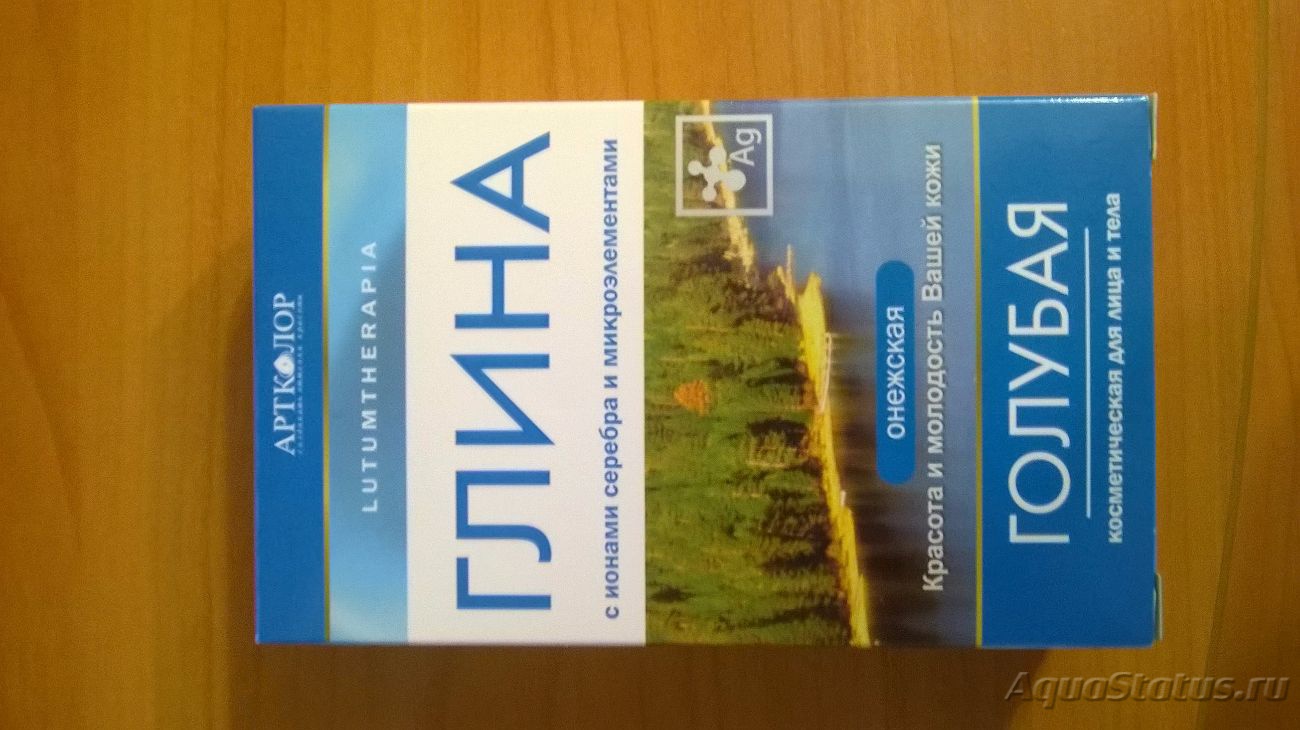 АРТКОЛОР
LUTUMTHERAPIA
ГЛИНА
с ионами серебра и микроэлементами
Ag
онежская
Красота и молодость Вашей кожи
ГОЛУБАЯ
косметическая для лица и тела
AquaStatus.ru